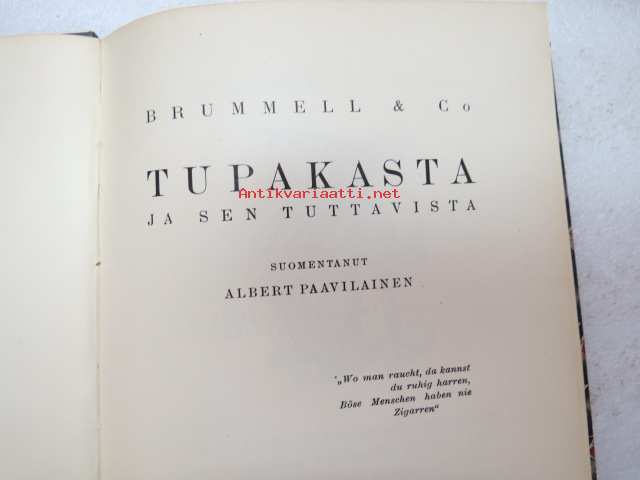 BRUMMELL & Co
TUPAKASTA
Antikvariaatti.net
JA SEN TUTTAVISTA
SUOMENTANUT
ALBERT PAAVILAINEN
„Wo man raucht, da kannst
du ruhig harren,
Böse Menschen haben nie
Zigarren“